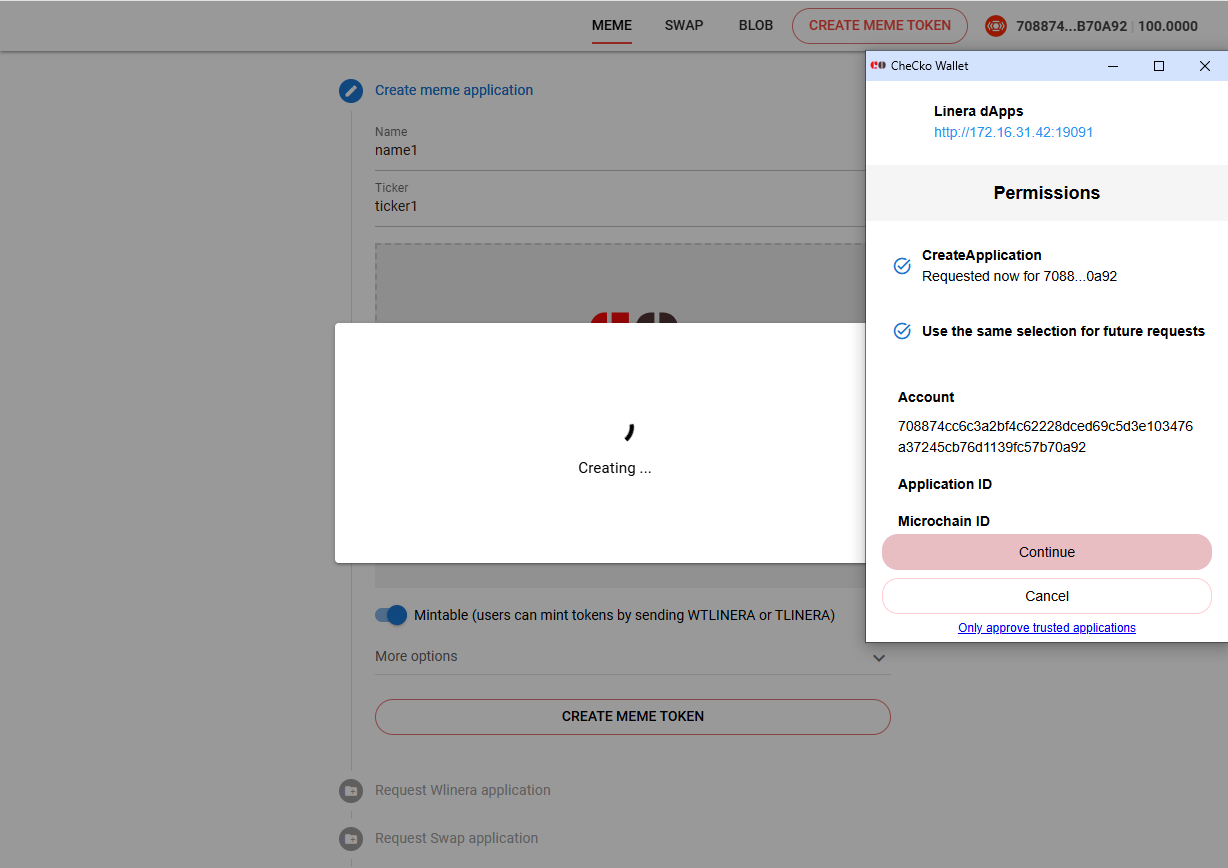 MEME SWAP BLOB CREATE MEME TOKEN 708874...B70A92 | 100.0000
CheCko Wallet
Linera dApps
http://172.16.31.42:19091
Permissions
CreateApplication
Requested now for 7088...0a92
Use the same selection for future requests
Account
708874cc6c3a2bf4c62228dced69c5d3e103476
a37245cb76d1139fc57b70a92
Application ID
Microchain ID
Continue
Cancel
Only approve trusted applications
Create meme application
Name
name1
Ticker
ticker1
Creating ...
Mintable (users can mint tokens by sending WTLINERA or TLINERA)
More options
CREATE MEME TOKEN
Request Wlinera application
Request Swap application